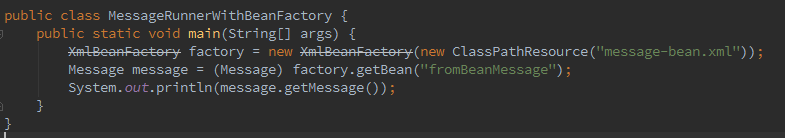 public class MessageRunnerWithBeanFactory {
    public static void main(String[] args) {
        XmlBeanFactory factory = new XmlBeanFactory(new ClassPathResource("message-bean.xml"));
        Message message = (Message) factory.getBean("fromBeanMessage");
        System.out.println(message.getMessage());
    }
}